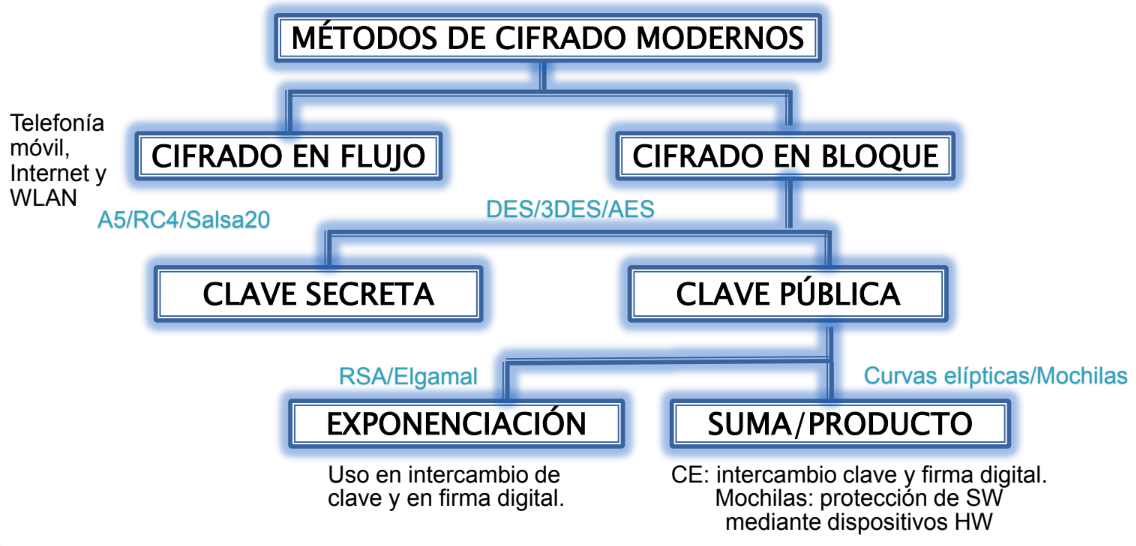 MÉTODOS DE CIFRADO MODERNOS
Telefonía
móvil,
Internet y
WLAN
CIFRADO EN FLUJO
CIFRADO EN BLOQUE
A5/RC4/Salsa20
DES/3DES/AES
CLAVE SECRETA
CLAVE PÚBLICA
RSA/Elgamal
Curvas elípticas/Mochilas
EXPONENCIACIÓN
SUMA/PRODUCTO
Uso en intercambio de
clave y en firma digital.
CE: intercambio clave y firma digital.
Mochilas: protección de SW
mediante dispositivos HW